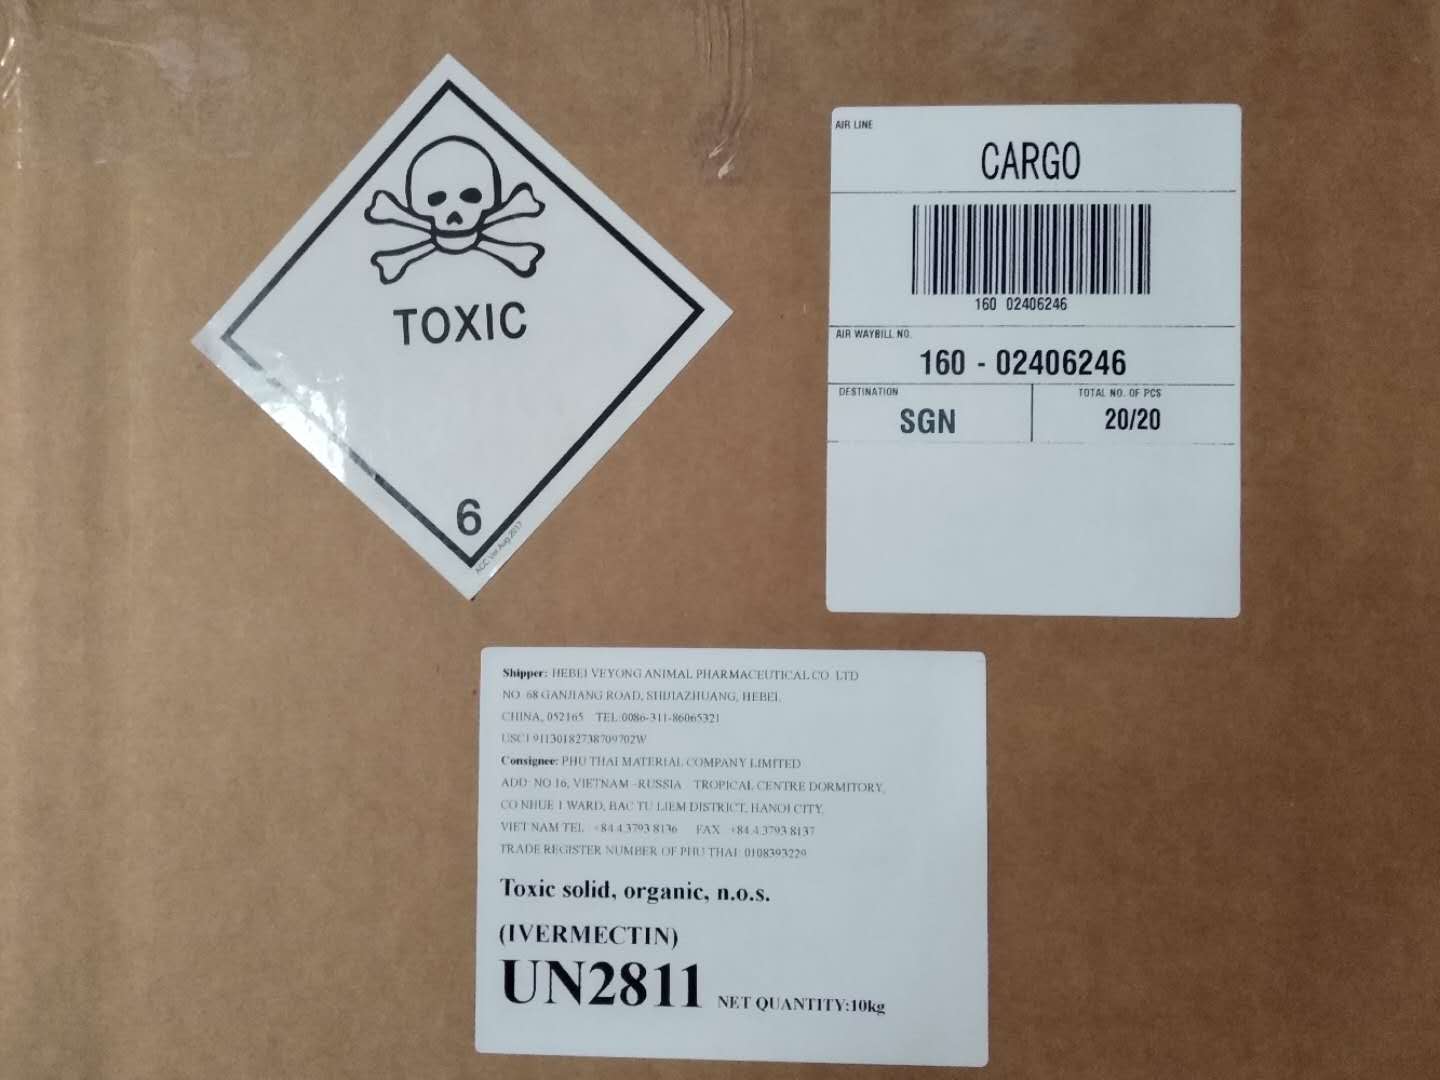 TOXIC
6
ACC Ver.Aug.2017
AIR LINE
CARGO
160 02406246
AIR WAYBILL NO.
160 - 02406246
DESTINATION
SGN
TOTAL NO. OF PCS
20/20
Shipper: HEBEI VEYONG ANIMAL PHARMACEUTICAL CO LTD
NO 68 GANJIANG ROAD, SHIJIAZHUANG, HEBEI,
CHINA, 052165 TEL:0086-311-86065321
USCI 91130182738709702W
Consignee: PHU THAI MATERIAL COMPANY LIMITED
ADD: NO 16, VIETNAM -RUSSIA TROPICAL CENTRE DORMITORY,
CO NHUE 1 WARD, BAC TU LIEM DISTRICT, HANOI CITY,
VIET NAM TEL +84.4.3793 8136 FAX +84.4.3793 8137
TRADE REGISTER NUMBER OF PHU THAI: 0108393229
Toxic solid, organic, n.o.s.
(IVERMECTIN)
UN2811 NET QUANTITY:10kg